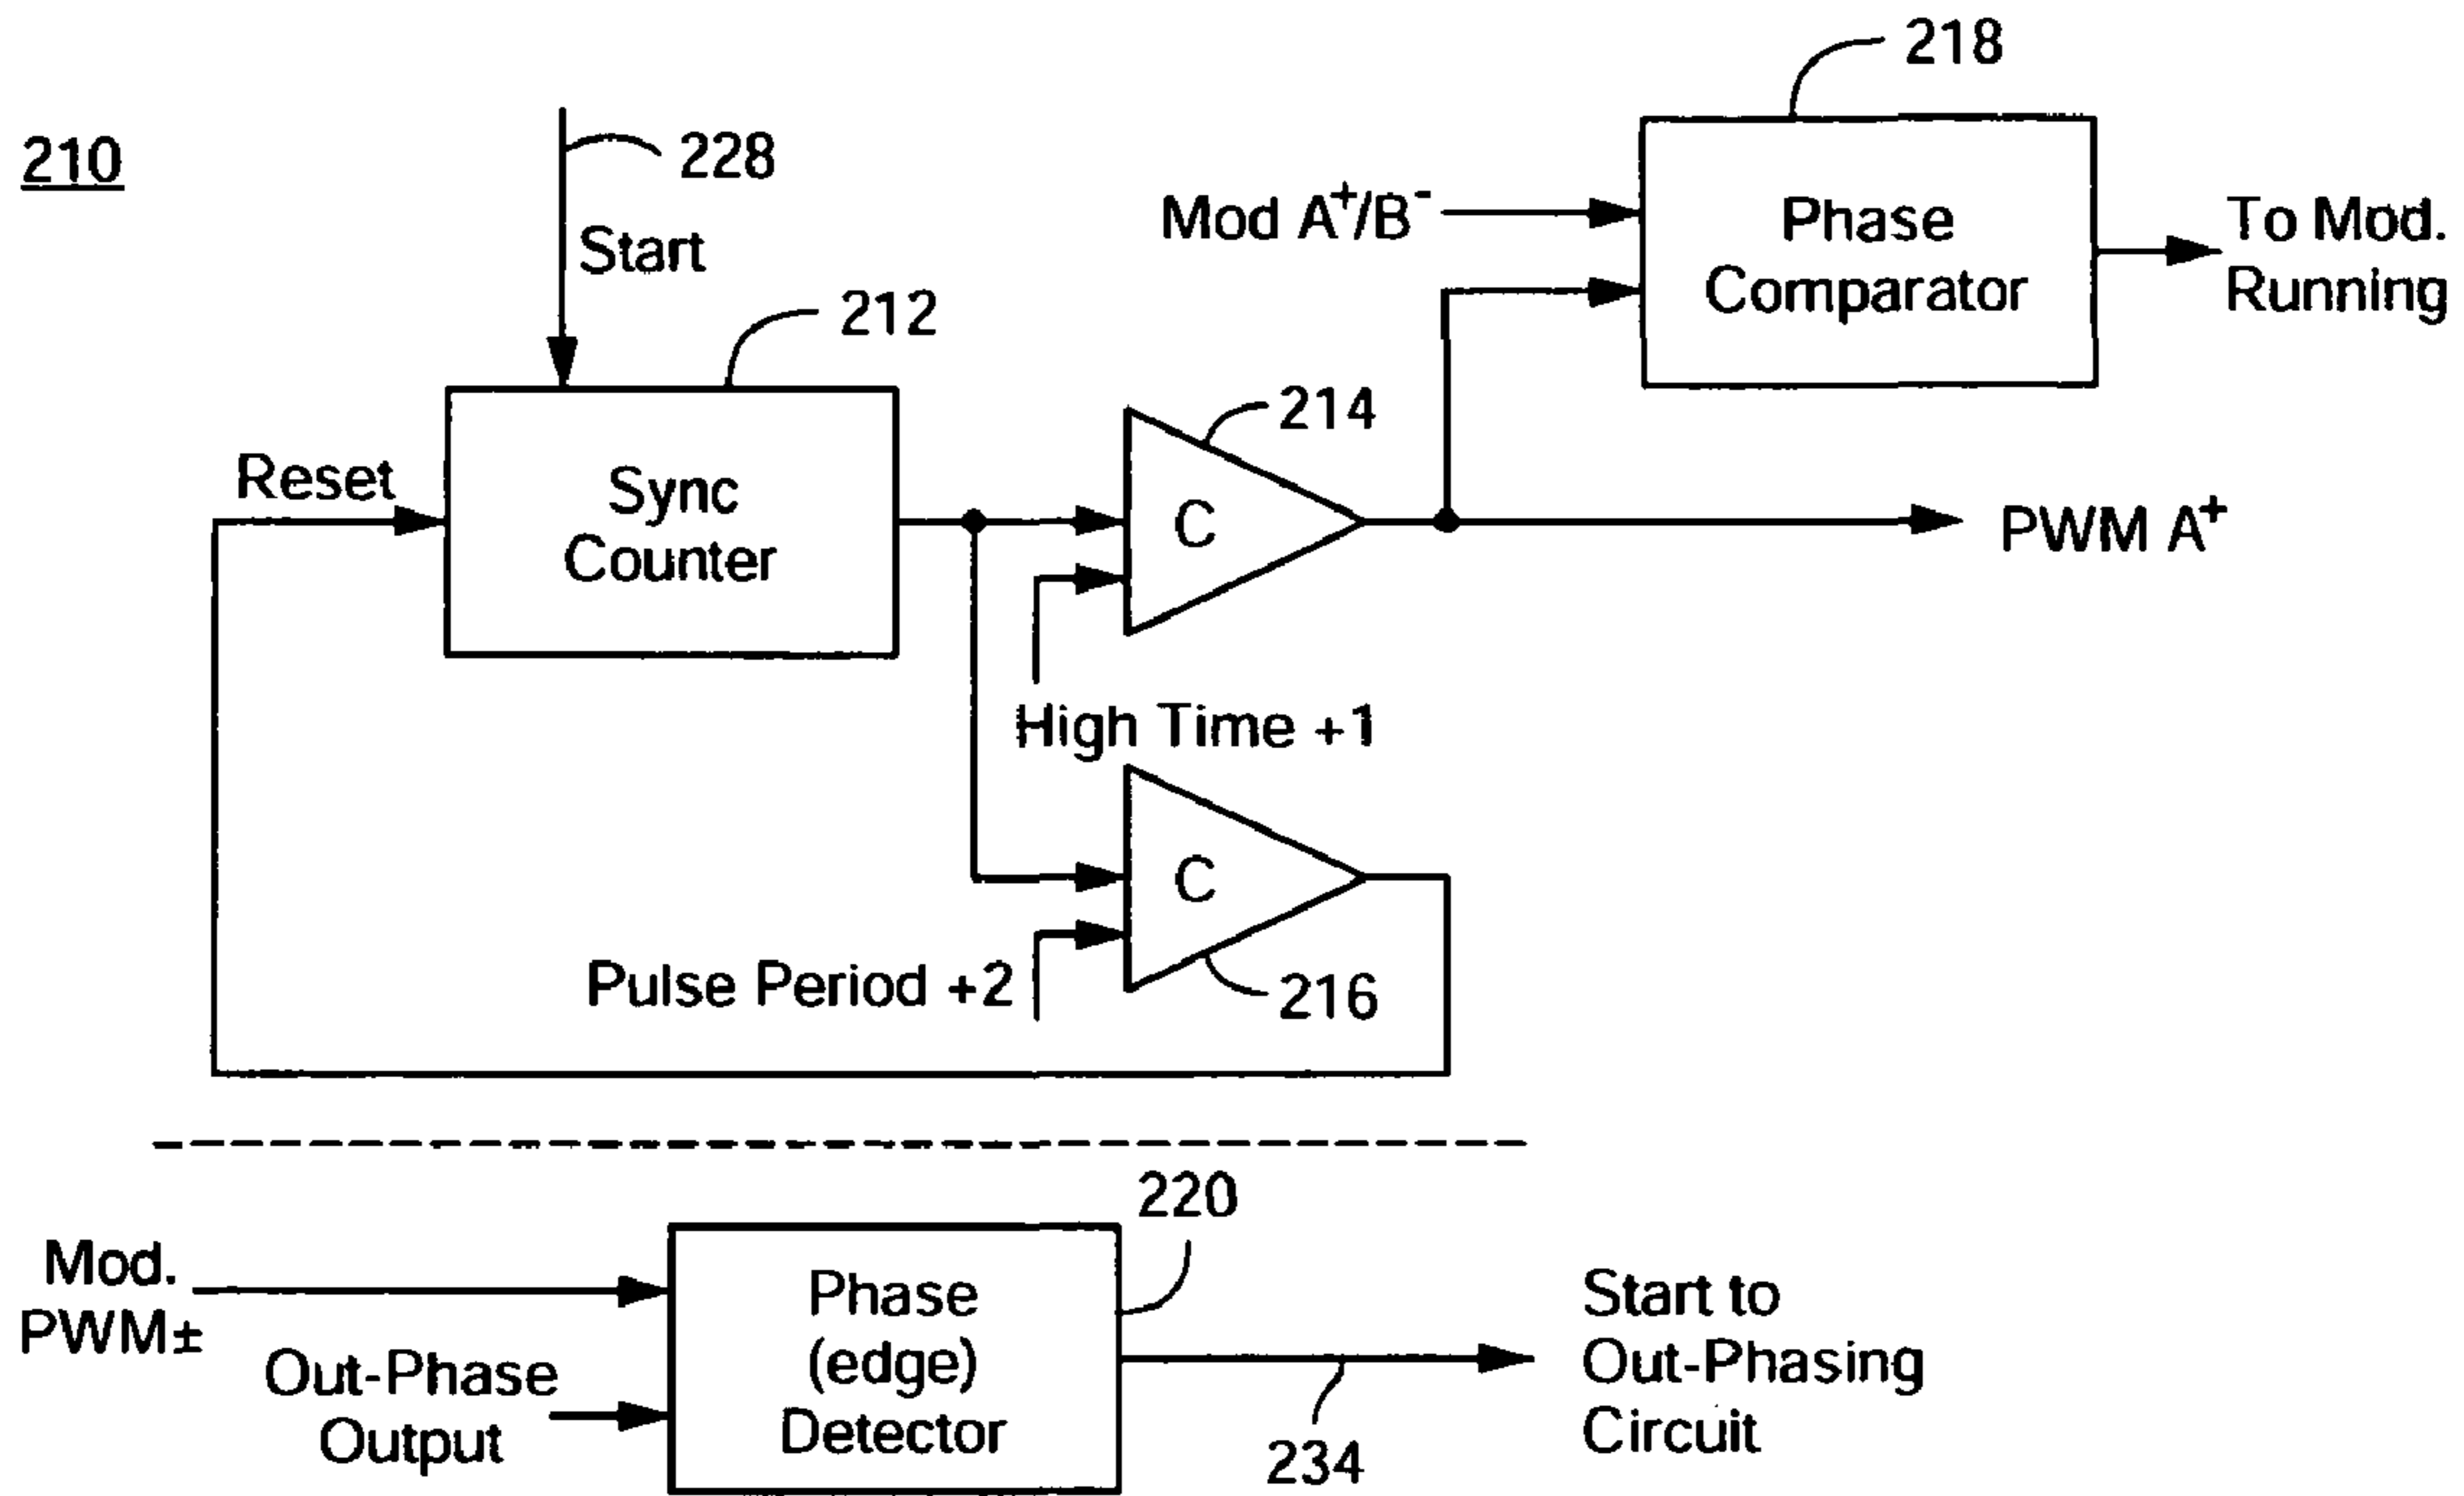 218
210
228
Mod A⁺/B⁻
Phase
Comparator
To Mod.
Running
Start
212
214
Reset
Sync
Counter
C
PWM A⁺
High Time +1
C
Pulse Period +2
216
220
Mod.
PWM±
Out-Phase
Output
Phase
(edge)
Detector
Start to
Out-Phasing
Circuit
234